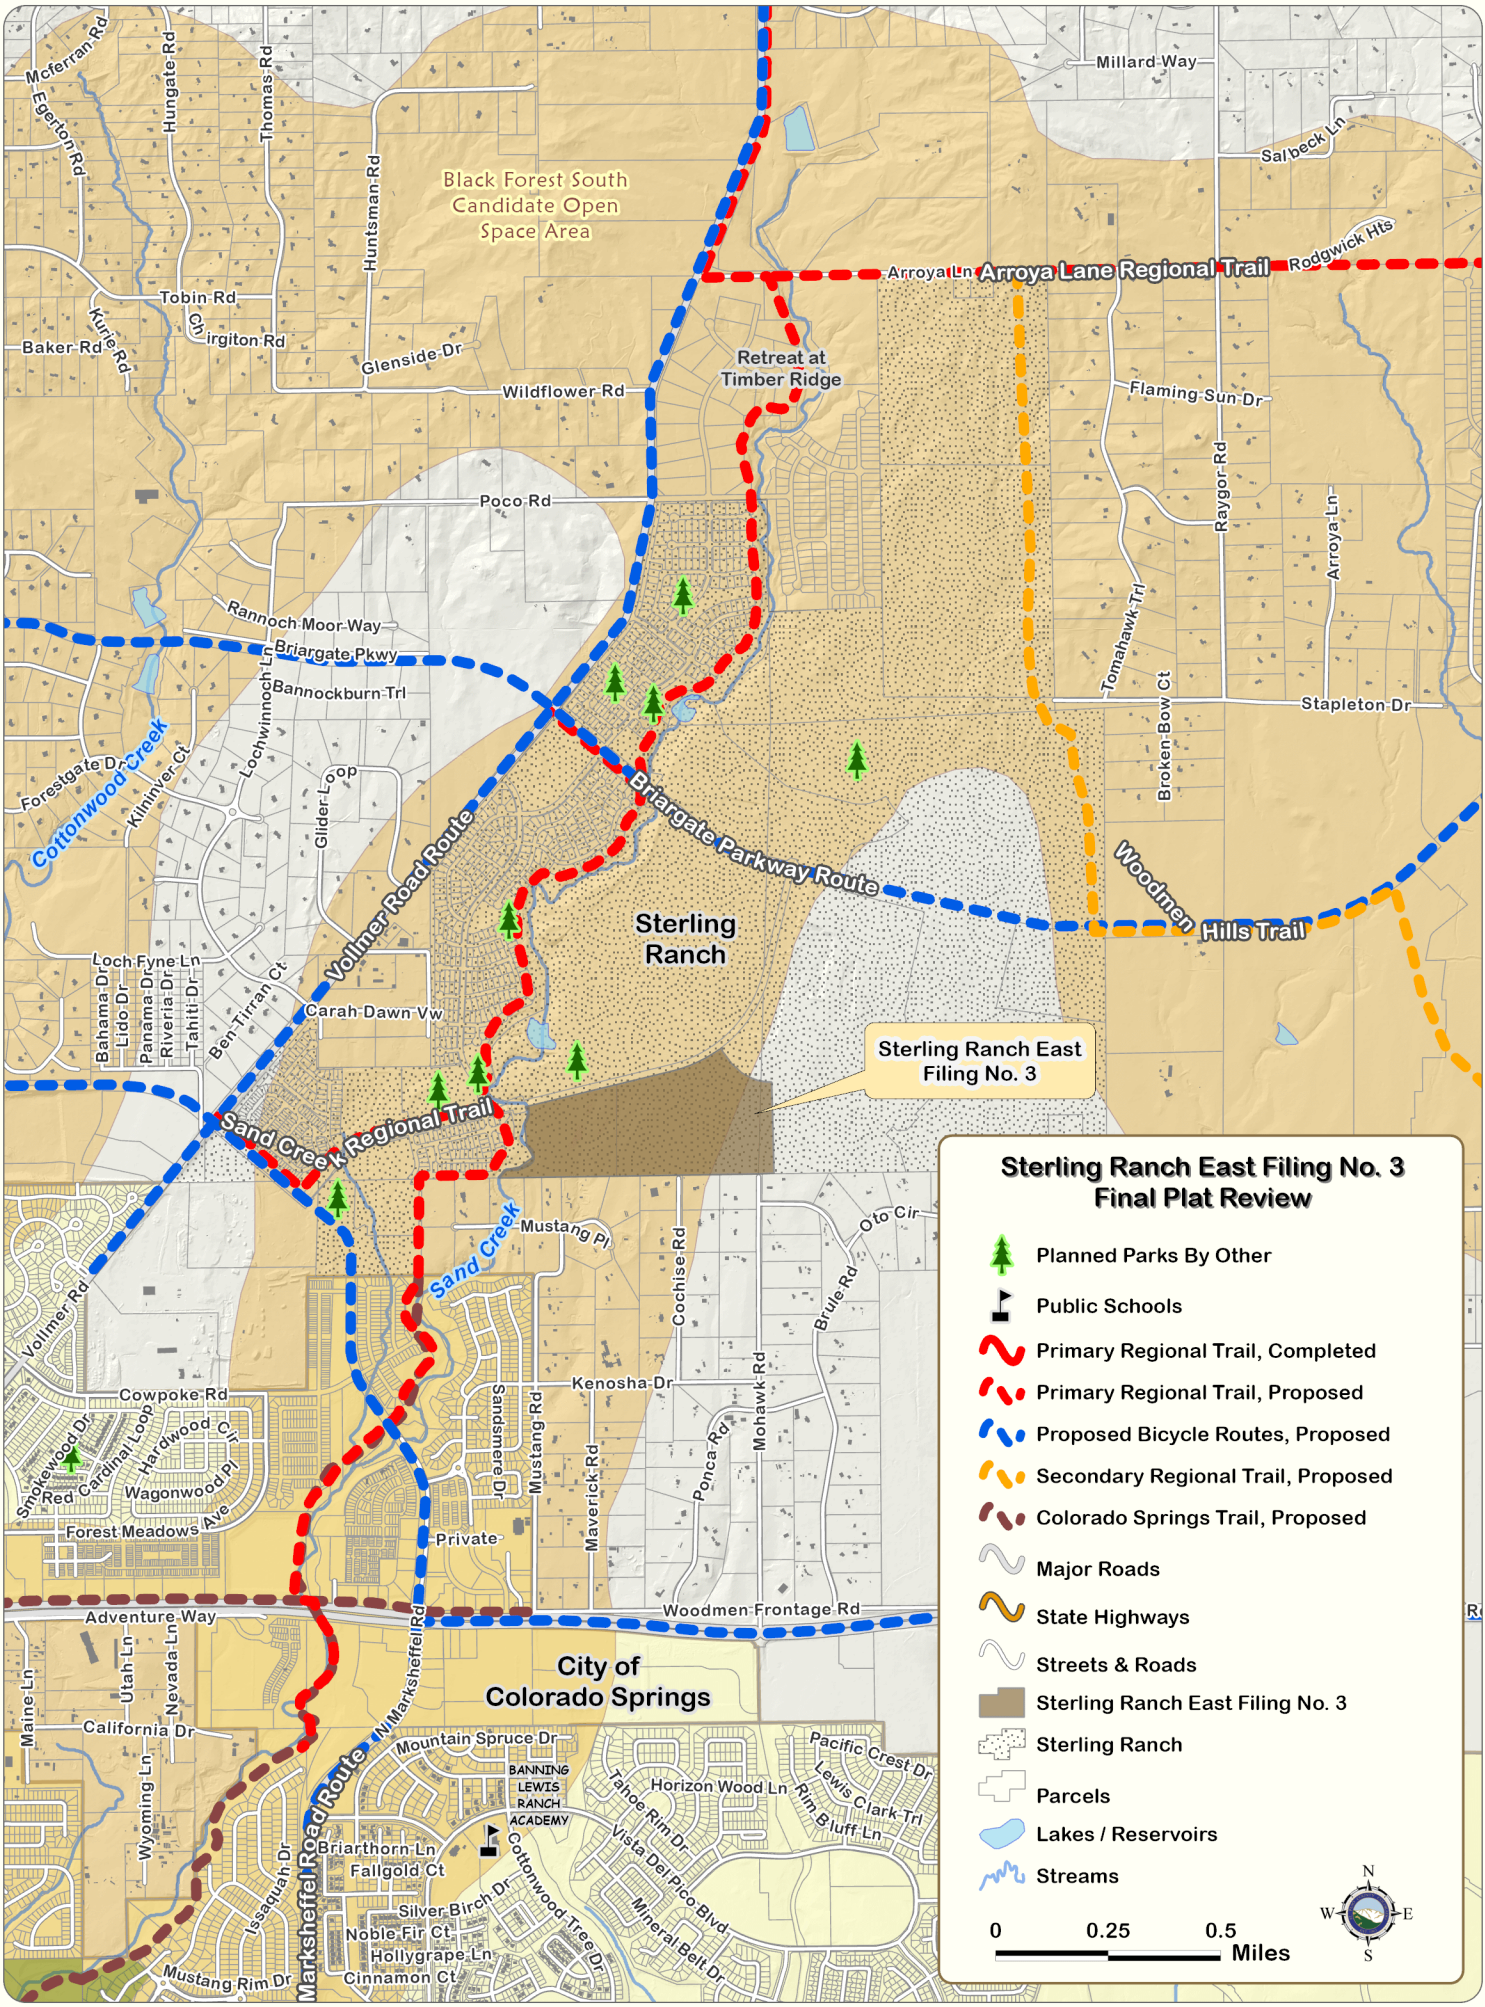 Mcferran Rd
Hungate Rd
Thomas Rd
Egerton Rd
Huntsman Rd
Millard Way
Salbeck Ln
Black Forest South
Candidate Open
Space Area
Rodgwick Hts
Arroya Ln
Arroya Lane Regional Trail
Tobin Rd
Kurie Rd
Ch irgiton Rd
Baker Rd
Glenside Dr
Wildflower Rd
Retreat at
Timber Ridge
Flaming Sun Dr
Raygor Rd
Arroya Ln
Poco Rd
Rannoch Moor Way
Briargate Pkwy
Bannockburn Trl
Lochwinnoch Ln
Tomahawk Trl
Stapleton Dr
Broken Bow Ct
Cottonwood Creek
Forestgate Dr
Kilninver Ct
Glider Loop
Vollmer Road Route
Briargate Parkway Route
Woodmen
Hills Trail
Sterling
Ranch
Loch Fyne Ln
Bahama Dr
Lido Dr
Panama Dr
Riveria Dr
Tahiti Dr
Ben Tirran Ct
Carah Dawn Vw
Sterling Ranch East
Filing No. 3
Sand Creek Regional Trail
Sand Creek
Mustang Pl
Cochise Rd
Oto Cir
Brule Rd
Vollmer Rd
Cowpoke Rd
Kenosha Dr
Mohawk Rd
Sandsmere Dr
Mustang Rd
Maverick Rd
Ponca Rd
Smokewood Dr
Red Cardinal Loop
Hardwood Cir
Wagonwood Pl
Forest Meadows Ave
Private
Adventure Way
Woodmen Frontage Rd
Rd
N Marksheffel Rd
City of
Colorado Springs
Maine Ln
Utah Ln
Nevada Ln
California Dr
Wyoming Ln
Mountain Spruce Dr
BANNING
LEWIS
RANCH
ACADEMY
Pacific Crest Dr
Lewis Clark Trl
Rim Bluff Ln
Horizon Wood Ln
Tahoe Rim Dr
Vista Del Pico Blvd
Mineral Belt Dr
Marksheffel Road Route
Briarthorn Ln
Fallgold Ct
Cottonwood Tree Dr
Silver Birch Dr
Issaquah Dr
Noble Fir Ct
Hollygrape Ln
Cinnamon Ct
Mustang Rim Dr
Sterling Ranch East Filing No. 3
Final Plat Review
Planned Parks By Other
Public Schools
Primary Regional Trail, Completed
Primary Regional Trail, Proposed
Proposed Bicycle Routes, Proposed
Secondary Regional Trail, Proposed
Colorado Springs Trail, Proposed
Major Roads
State Highways
Streets & Roads
Sterling Ranch East Filing No. 3
Sterling Ranch
Parcels
Lakes / Reservoirs
Streams
N
W E
S
0 0.25 0.5
Miles